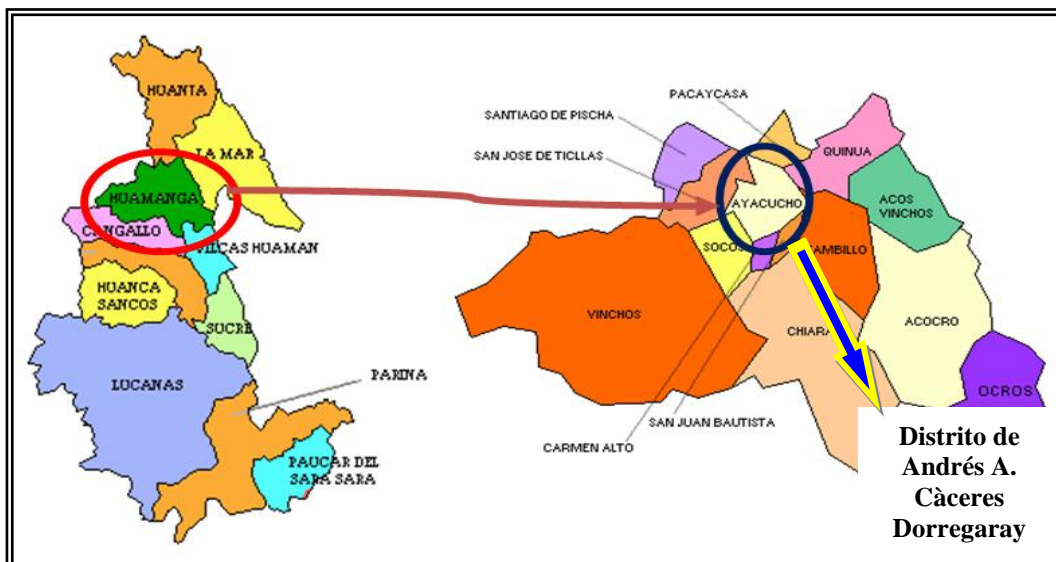 HUANTA
LA MAR
HUAMANGA
CANGALLO
VILCAS HUAMAN
HUANCA
SANCOS
SUCRE
LUCANAS
PARINA
PAUCAR DEL
SARA SARA
PACAYCASA
SANTIAGO DE PISCHA
SAN JOSE DE TICLLAS
QUINUA
AYACUCHO
ACOS
VINCHOS
SOCOS
AMBILLO
VINCHOS
CHIARA
ACOCRO
OCROS
SAN JUAN BAUTISTA
CARMEN ALTO
Distrito de
Andrés A.
Càceres
Dorregaray